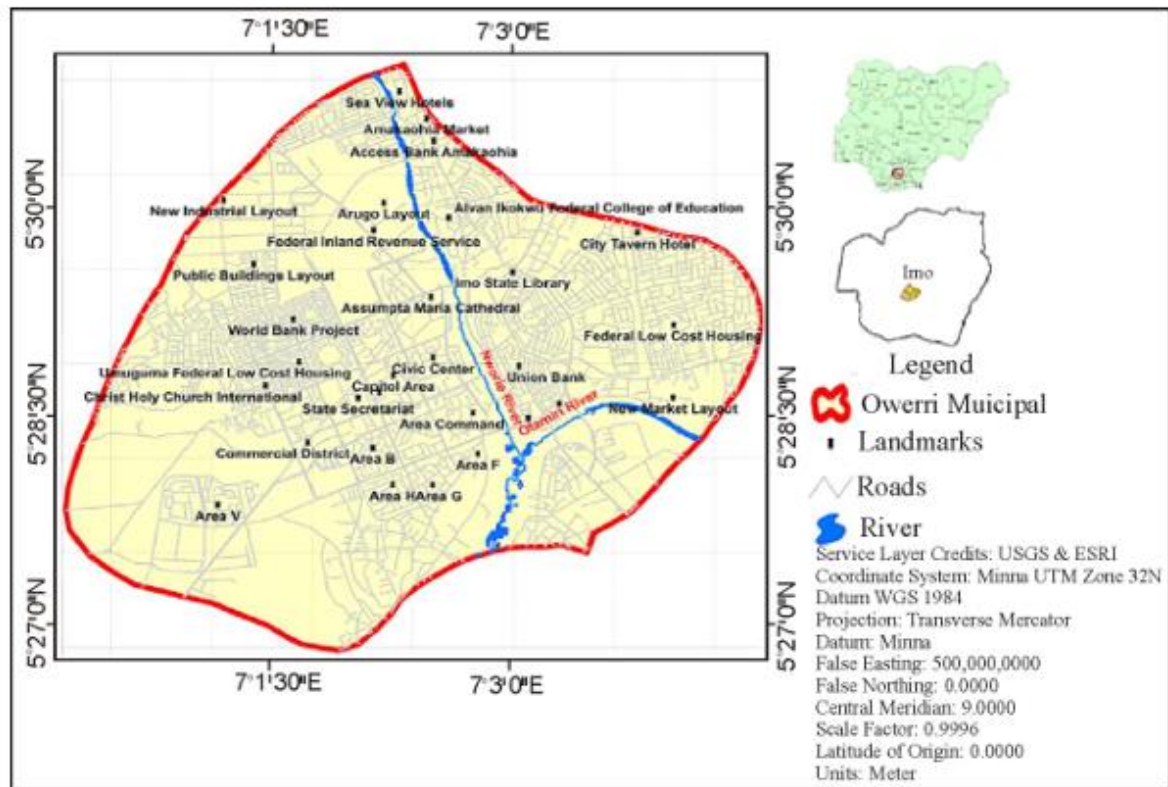 7°1'30"E
7°3'0"E
5°30'0"N
5°30'0"N
Sea View Hotels
Amakaohia Market
Access Bank Amakaohia
New Industrial Layout
Arugo Layout
Alvan Ikokwu Federal College of Education
Federal Inland Revenue Service
City Tavern Hotel
Public Buildings Layout
Imo State Library
Assumpta Maria Cathedral
World Bank Project
Federal Low Cost Housing
Umuguma Federal Low Cost Housing
Civic Center
Union Bank
Nworie River
Christ Holy Church International
Capitol Area
State Secretariat
Otamiri River
New Market Layout
Area Command
5°28'30"N
5°28'30"N
Commercial District
Area B
Area F
Area H
Area G
Area V
5°27'0"N
5°27'0"N
7°1'30"E
7°3'0"E
Imo
Legend
Owerri Muicipal
Landmarks
Roads
River
Service Layer Credits: USGS & ESRI
Coordinate System: Minna UTM Zone 32N
Datum WGS 1984
Projection: Transverse Mercator
Datum: Minna
False Easting: 500,000,0000
False Northing: 0.0000
Central Meridian: 9.0000
Scale Factor: 0.9996
Latitude of Origin: 0.0000
Units: Meter